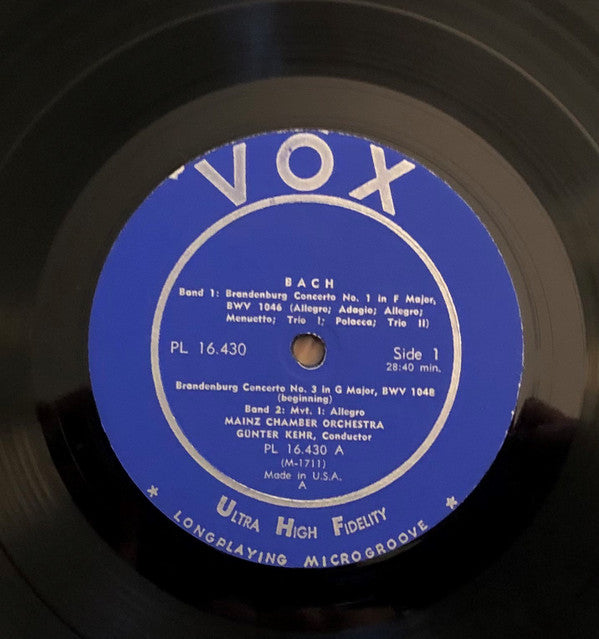 VOX
BACH
Band 1: Brandenburg Concerto No. 1 in F Major,
BWV 1046 (Allegro; Adagio; Allegro;
Menuetto; Trio I; Polacca; Trio II)
PL 16.430
Side 1
28:40 min.
Brandenburg Concerto No. 3 in G Major, BWV 1048
(beginning)
Band 2: Mvt. 1: Allegro
MAINZ CHAMBER ORCHESTRA
GÜNTER KEHR, Conductor
PL 16.430 A
(M-1711)
Made in U.S.A.
A
ULTRA HIGH FIDELITY
* LONGPLAYING MICROGROOVE *